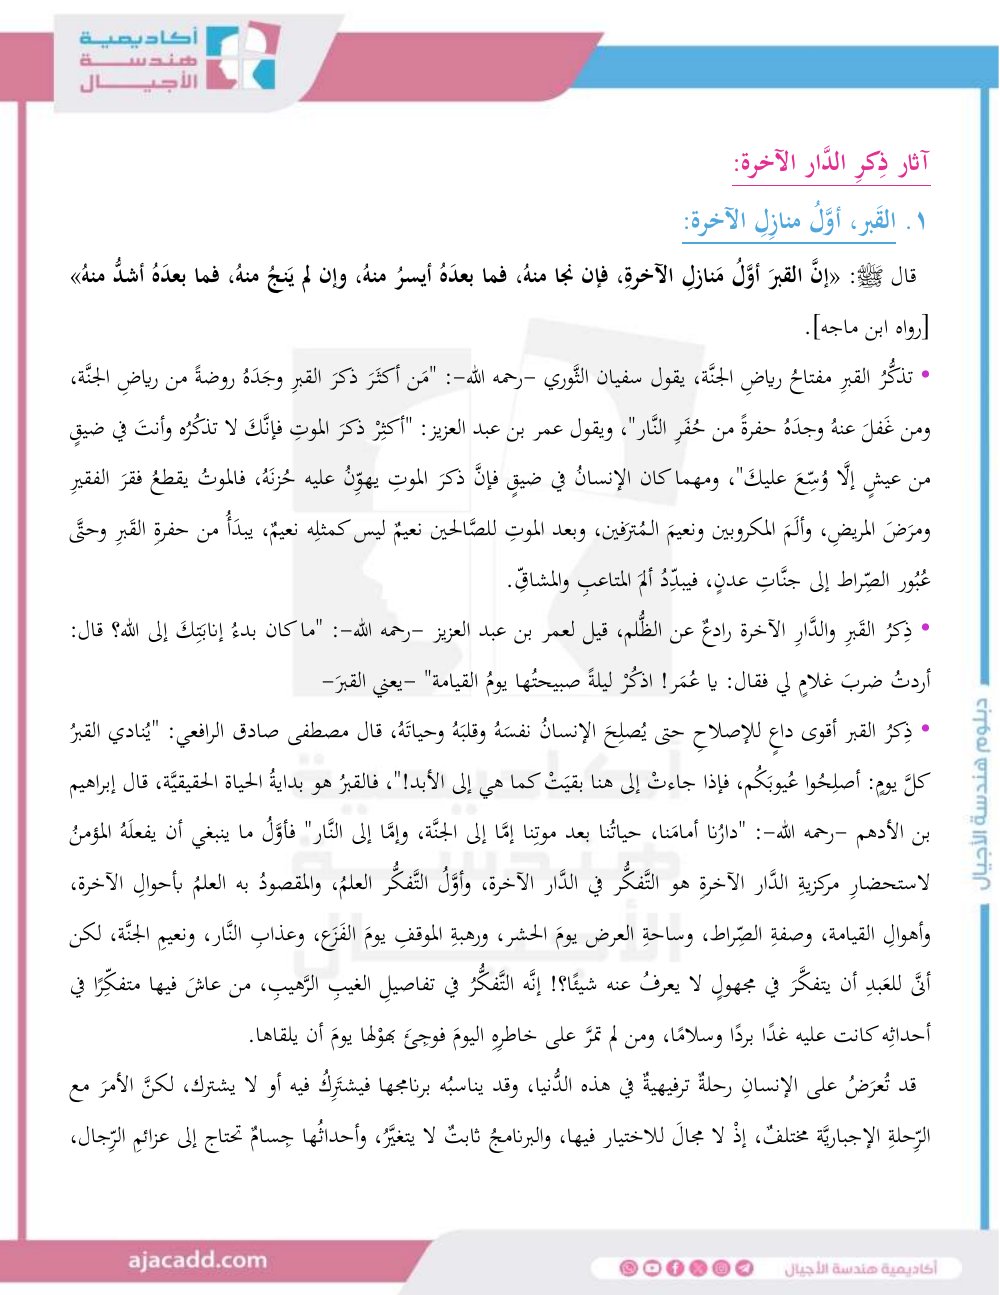 أكاديمية
هندسة
الأجيال
آثار ذِكرِ الدَّار الآخرة:
١. القَبر، أوَّلُ منازِلِ الآخرة:
قال ﷺ: «إنَّ القبرَ أوَّلُ مَنازلِ الآخرةِ، فإن نجا منهُ، فما بعدَهُ أيسرُ منهُ، وإن لم يَنجُ منهُ، فما بعدَهُ أشدُّ منهُ»
[رواه ابن ماجه].
• تذكُّرُ القبرِ مفتاحُ رياضِ الجنَّة، يقول سفيان الثَّوري –رحمه الله–: "مَن أكثَرَ ذكرَ القبرِ وجَدَهُ روضةً من رياضِ الجنَّة،
ومن غَفلَ عنهُ وجدَهُ حفرةً من حُفَرِ النَّار"، ويقول عمر بن عبد العزيز: "أكثِرْ ذكرَ الموتِ فإنَّكَ لا تذكُرُه وأنتَ في ضيقٍ
من عيشٍ إلَّا وُسِّعَ عليكَ"، ومهما كان الإنسانُ في ضيقٍ فإنَّ ذكرَ الموتِ يهوِّنُ عليه حُزنَهُ، فالموتُ يقطعُ فقرَ الفقيرِ
ومرَضَ المريضِ، وألَمَ المكروبين ونعيمَ المُترَفين، وبعد الموتِ للصَّالحين نعيمٌ ليس كمثلِه نعيمٌ، يبدَأُ من حفرةِ القَبرِ وحتَّى
عُبُور الصِّراط إلى جنَّاتِ عدنٍ، فيبدِّدُ ألَمَ المتاعبِ والمشاقِّ.
• ذِكرُ القَبرِ والدَّارِ الآخرة رادعٌ عن الظُّلم، قيل لعمر بن عبد العزيز –رحمه الله–: "ما كان بدءُ إنابَتِكَ إلى الله؟ قال:
أردتُ ضربَ غلامٍ لي فقال: يا عُمَر! اذكُرْ ليلةً صبيحتُها يومُ القيامة" –يعني القبرَ–
• ذِكرُ القبر أقوى داعٍ للإصلاحِ حتى يُصلِحَ الإنسانُ نفسَهُ وقلبَهُ وحياتَهُ، قال مصطفى صادق الرافعي: "يُنادي القبرُ
كلَّ يومٍ: أصلِحُوا عُيوبَكُم، فإذا جاءتْ إلى هنا بقيَتْ كما هي إلى الأبد!"، فالقبرُ هو بدايةُ الحياة الحقيقيَّة، قال إبراهيم
بن الأدهم –رحمه الله–: "دارُنا أمامَنا، حياتُنا بعد موتِنا إمَّا إلى الجنَّة، وإمَّا إلى النَّار" فأوَّلُ ما ينبغي أن يفعلَهُ المؤمنُ
لاستحضارِ مركزيةِ الدَّار الآخرةِ هو التَّفكُّر في الدَّار الآخرة، وأوَّلُ التَّفكُّر العلمُ، والمقصودُ به العلمُ بأحوالِ الآخرة،
وأهوالِ القيامة، وصفةِ الصِّراط، وساحةِ العرض يومَ الحشر، ورهبةِ الموقفِ يومَ الفَزَع، وعذابِ النَّار، ونعيمِ الجنَّة، لكن
أنَّى للعَبدِ أن يتفكَّرَ في مجهولٍ لا يعرفُ عنه شيئًا؟! إنَّه التَّفكُّرُ في تفاصيلِ الغيبِ الرَّهيبِ، من عاشَ فيها متفكِّرًا في
أحداثِه كانت عليه غدًا بردًا وسلامًا، ومن لم تمرَّ على خاطرِهِ اليومَ فوجِئَ بهوْلها يومَ أن يلقاها.
قد تُعرَضُ على الإنسانِ رحلةٌ ترفيهيةٌ في هذه الدُّنيا، وقد يناسبُه برنامجها فيشتَرِكُ فيه أو لا يشترك، لكنَّ الأمرَ مع
الرِّحلةِ الإجباريَّة مختلفٌ، إذْ لا مجالَ للاختيار فيها، والبرنامجُ ثابتٌ لا يتغيَّرُ، وأحداثُها جِسامٌ تحتاج إلى عزائمِ الرِّجال،
دبلوم هندسة الأجيال
أكاديمية
هندسة
الأجيال
ajacadd.com
أكاديمية هندسة الأجيال